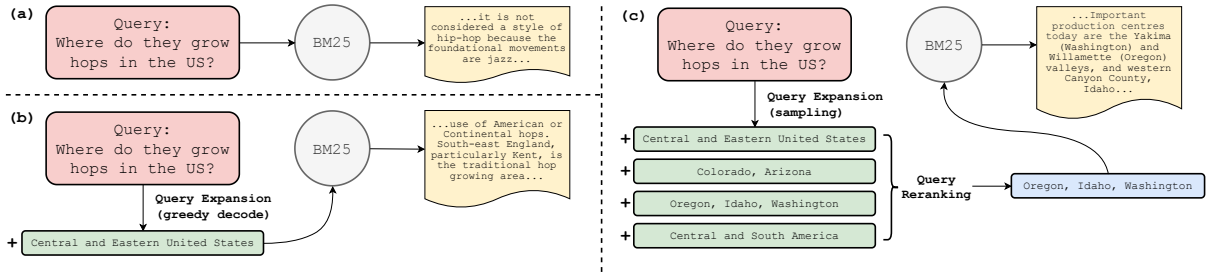 (a)
Query:
Where do they grow
hops in the US?
BM25
...it is not
considered a style of
hip-hop because the
foundational movements
are jazz...
(b)
Query:
Where do they grow
hops in the US?
BM25
...use of American or
Continental hops.
South-east England,
particularly Kent, is
the traditional hop
growing area...
Query Expansion
(greedy decode)
+ Central and Eastern United States
(c)
Query:
Where do they grow
hops in the US?
BM25
...Important
production centres
today are the Yakima
(Washington) and
Willamette (Oregon)
valleys, and western
Canyon County,
Idaho...
Query Expansion
(sampling)
+ Central and Eastern United States
+ Colorado, Arizona
+ Oregon, Idaho, Washington
+ Central and South America
Query
Reranking
Oregon, Idaho, Washington